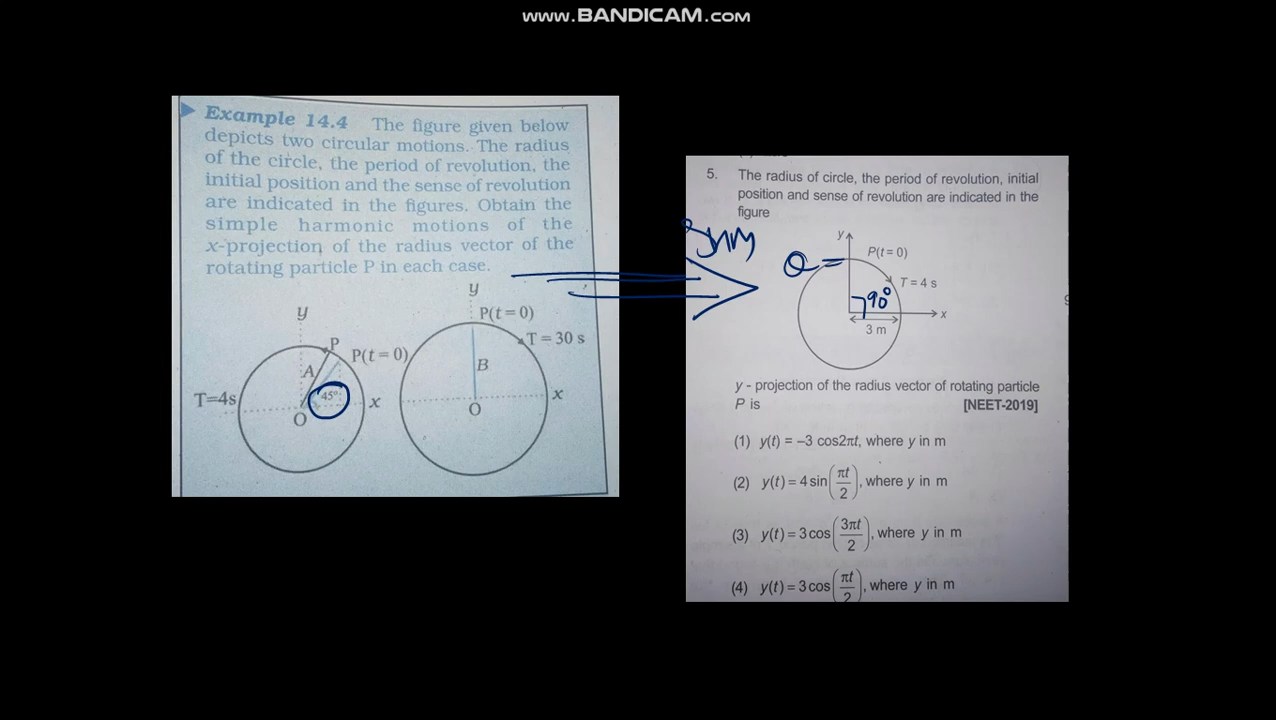 www.BANDICAM.com
Example 14.4 The figure given below
depicts two circular motions. The radius
of the circle, the period of revolution, the
initial position and the sense of revolution
are indicated in the figures. Obtain the
simple harmonic motions of the
x-projection of the radius vector of the
rotating particle P in each case.
y
P
P(t = 0)
A
45°
T=4s
x
O
y
P(t = 0)
T = 30 s
B
x
O
SHM
5. The radius of circle, the period of revolution, initial
position and sense of revolution are indicated in the
figure
y
P(t = 0)
T = 4 s
90°
x
3 m
y - projection of the radius vector of rotating particle
P is [NEET-2019]
(1) y(t) = –3 cos2πt, where y in m
(2) y(t) = 4 sin(πt/2), where y in m
(3) y(t) = 3 cos(3πt/2), where y in m
(4) y(t) = 3 cos(πt/2), where y in m